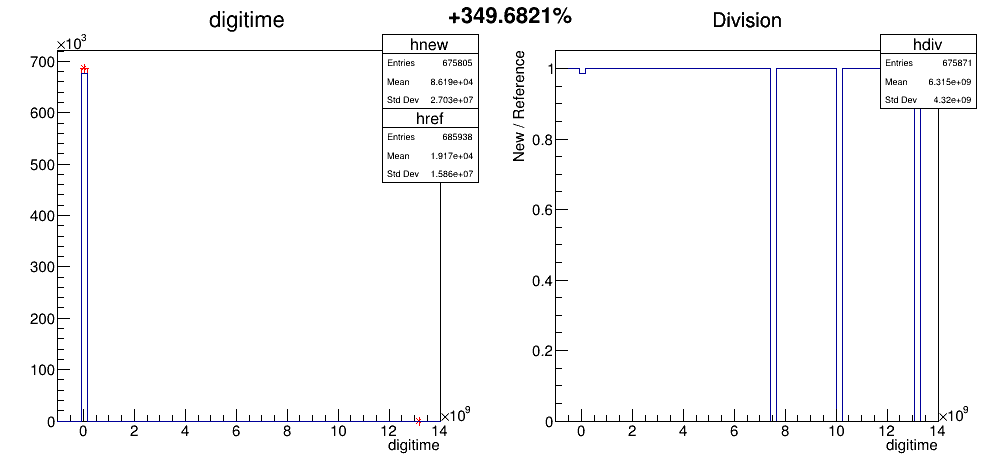 +349.6821%
digitime
×10³
700
600
500
400
300
200
100
0
0 2 4 6 8 10 12 14
×10⁹
digitime
hnew
Entries 675805
Mean 8.619e+04
Std Dev 2.703e+07
href
Entries 685938
Mean 1.917e+04
Std Dev 1.586e+07
Division
New / Reference
1
0.8
0.6
0.4
0.2
0
0 2 4 6 8 10 12 14
×10⁹
digitime
hdiv
Entries 675871
Mean 6.315e+09
Std Dev 4.32e+09